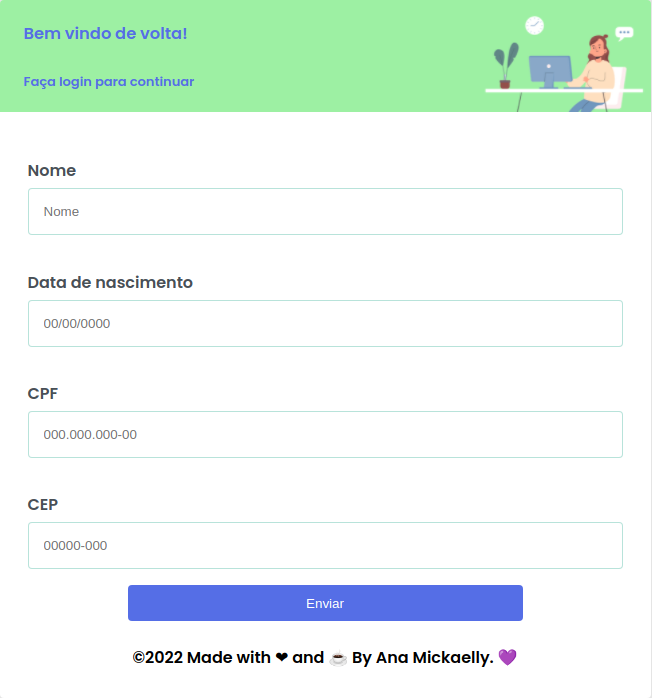 Bem vindo de volta!
Faça login para continuar
Nome
Nome
Data de nascimento
00/00/0000
CPF
000.000.000-00
CEP
00000-000
Enviar
©2022 Made with ❤ and ☕ By Ana Mickaelly. 💜